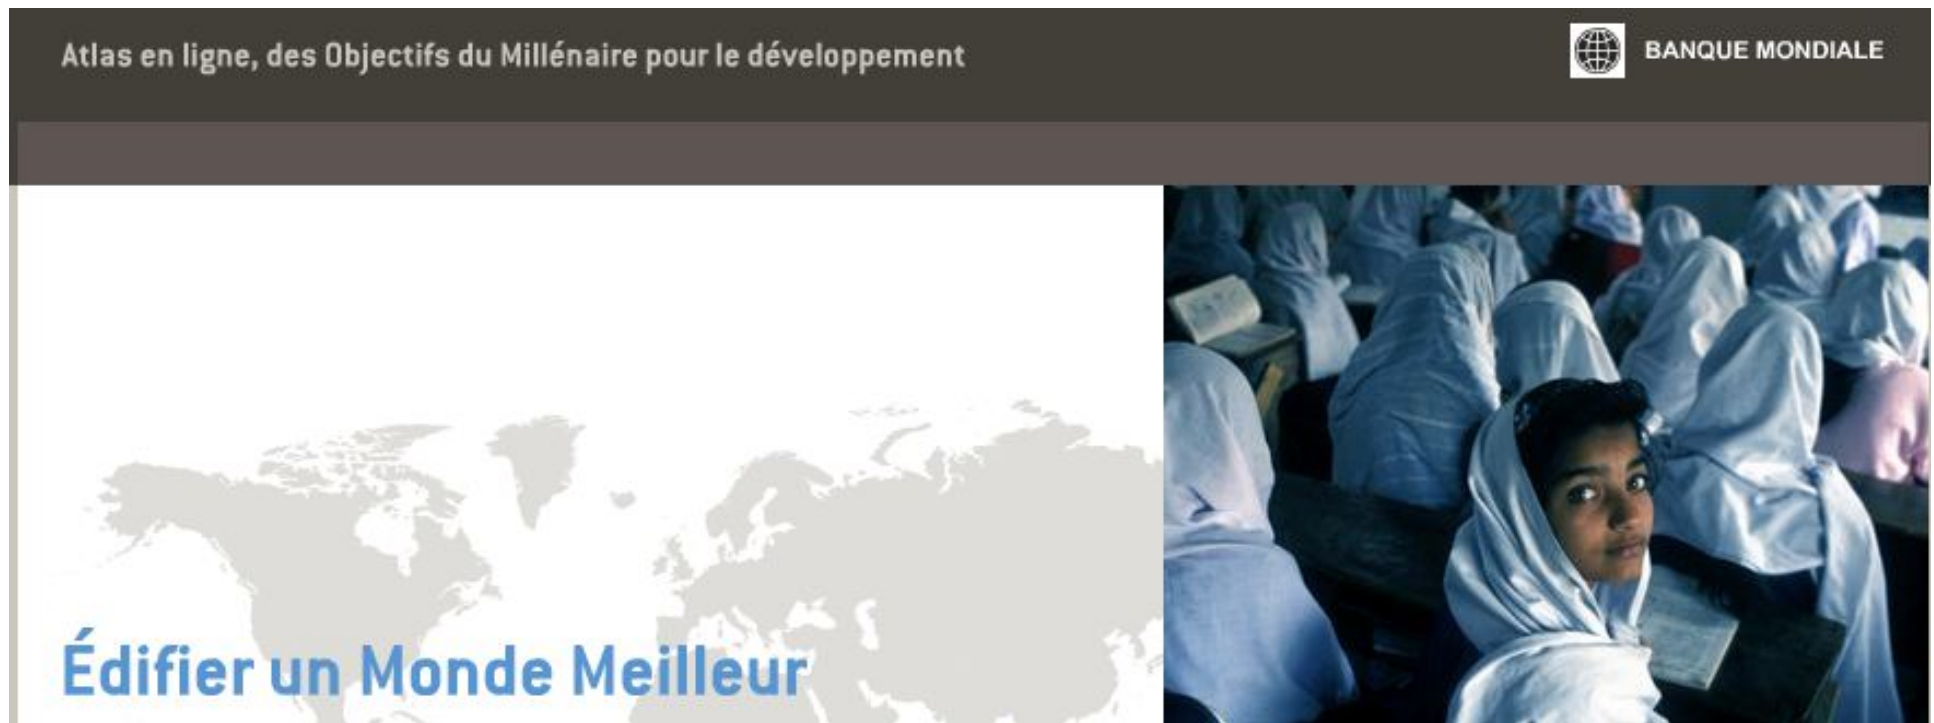 Atlas en ligne, des Objectifs du Millénaire pour le développement
BANQUE MONDIALE
Édifier un Monde Meilleur